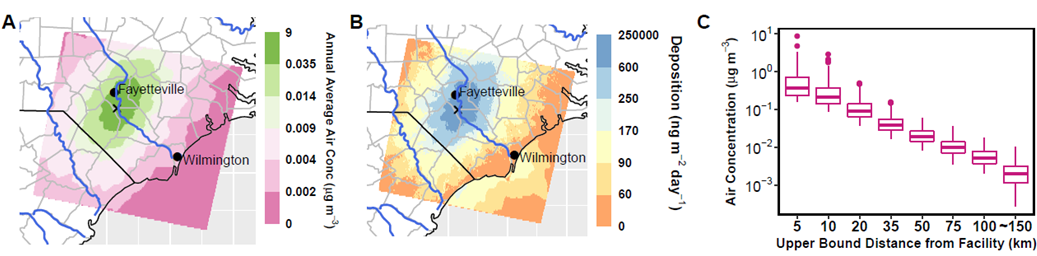 A
Fayetteville
Wilmington
9
0.035
0.014
0.009
0.004
0.002
0
Annual Average Air Conc (µg m⁻³)
B
Fayetteville
Wilmington
250000
600
250
170
90
60
0
Deposition (ng m⁻² day⁻¹)
C
Air Concentration (µg m⁻³)
10¹
10⁰
10⁻¹
10⁻²
10⁻³
5 10 20 35 50 75 100 ~150
Upper Bound Distance from Facility (km)